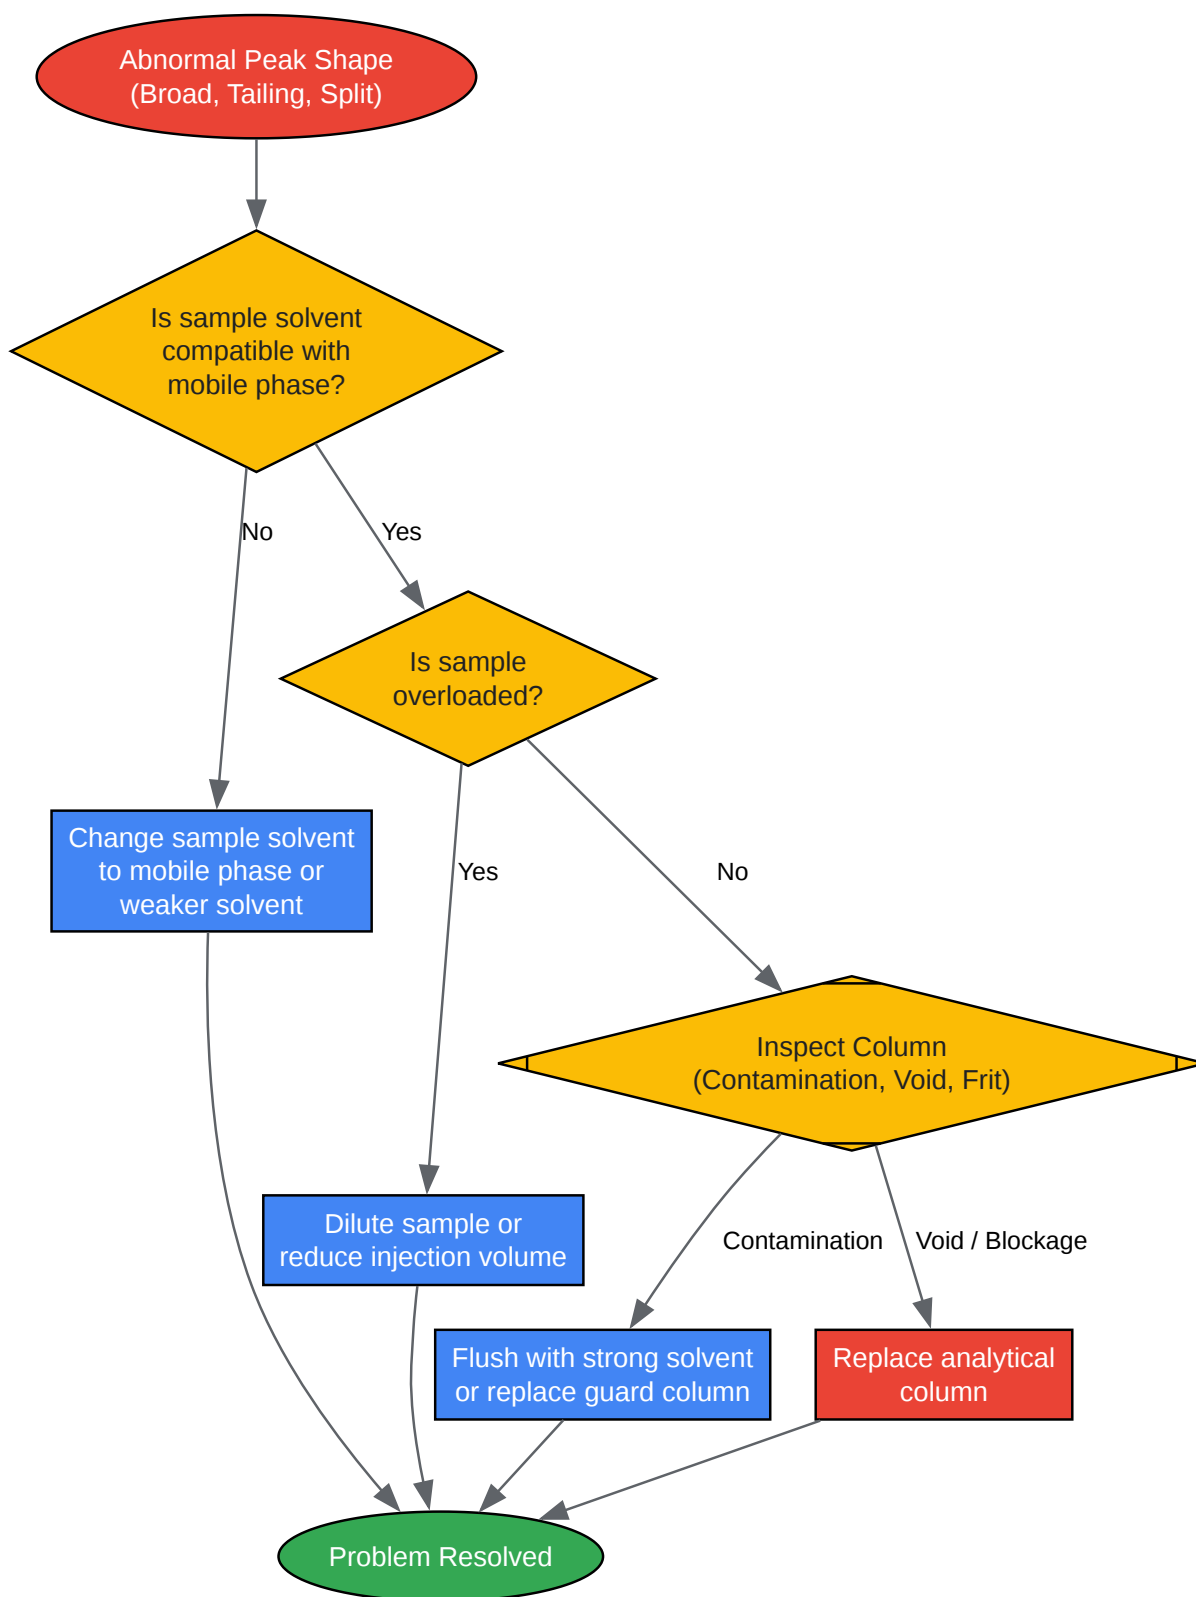 Abnormal Peak Shape
(Broad, Tailing, Split)
Is sample solvent
compatible with
mobile phase?
No
Yes
Is sample
overloaded?
Change sample solvent
to mobile phase or
weaker solvent
Yes
No
Inspect Column
(Contamination, Void, Frit)
Dilute sample or
reduce injection volume
Contamination
Void / Blockage
Flush with strong solvent
or replace guard column
Replace analytical
column
Problem Resolved